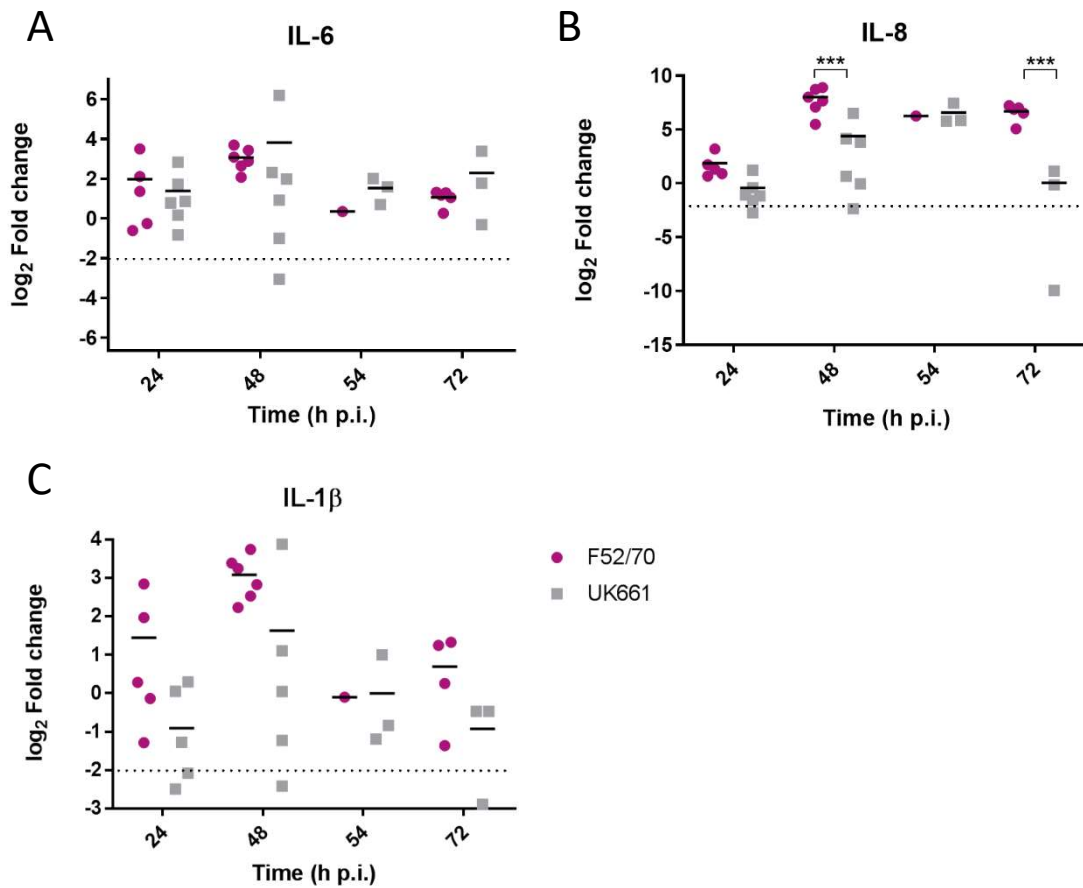 A
IL-6
log2 Fold change
6
4
2
0
-2
-4
-6
24
48
54
72
Time (h p.i.)
B
IL-8
***
***
log2 Fold change
10
5
0
-5
-10
-15
24
48
54
72
Time (h p.i.)
C
IL-1β
log2 Fold change
4
3
2
1
0
-1
-2
-3
24
48
54
72
Time (h p.i.)
F52/70
UK661